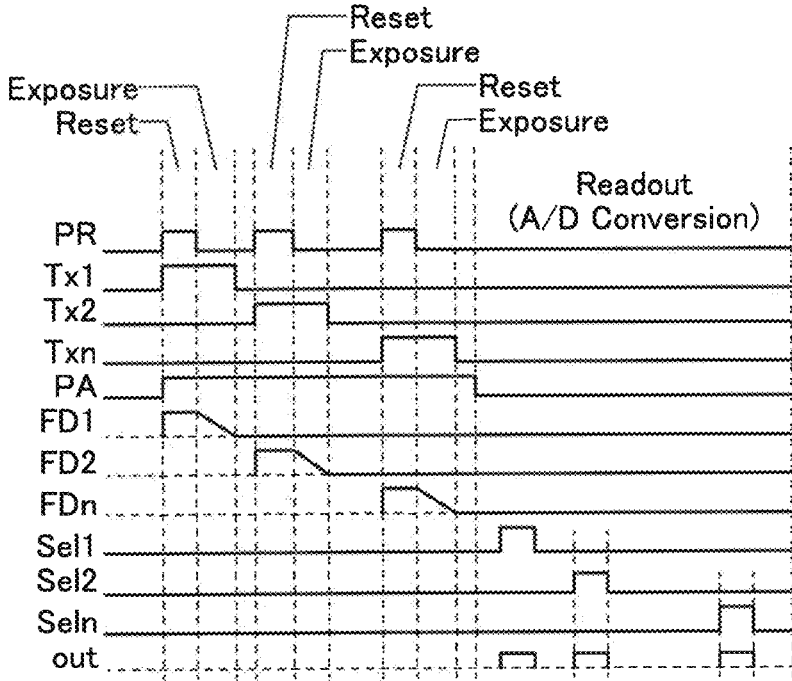 Reset
Exposure
Exposure
Reset
Reset
Exposure
Readout
(A/D Conversion)
PR
Tx1
Tx2
Txn
PA
FD1
FD2
FDn
Sel1
Sel2
Seln
out